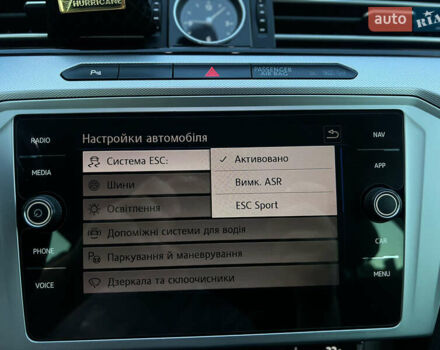 HURRICANE
auto
RIA
P
PASSENGER
AIR BAG
RADIO
MEDIA
PHONE
VOICE
Настройки автомобіля
Система ESC:
✓ Активовано
Шини
Вимк. ASR
Освітлення
ESC Sport
Допоміжні системи для водія
Паркування й маневрування
Дзеркала та склоочисники
NAV
APP
CAR
MENU